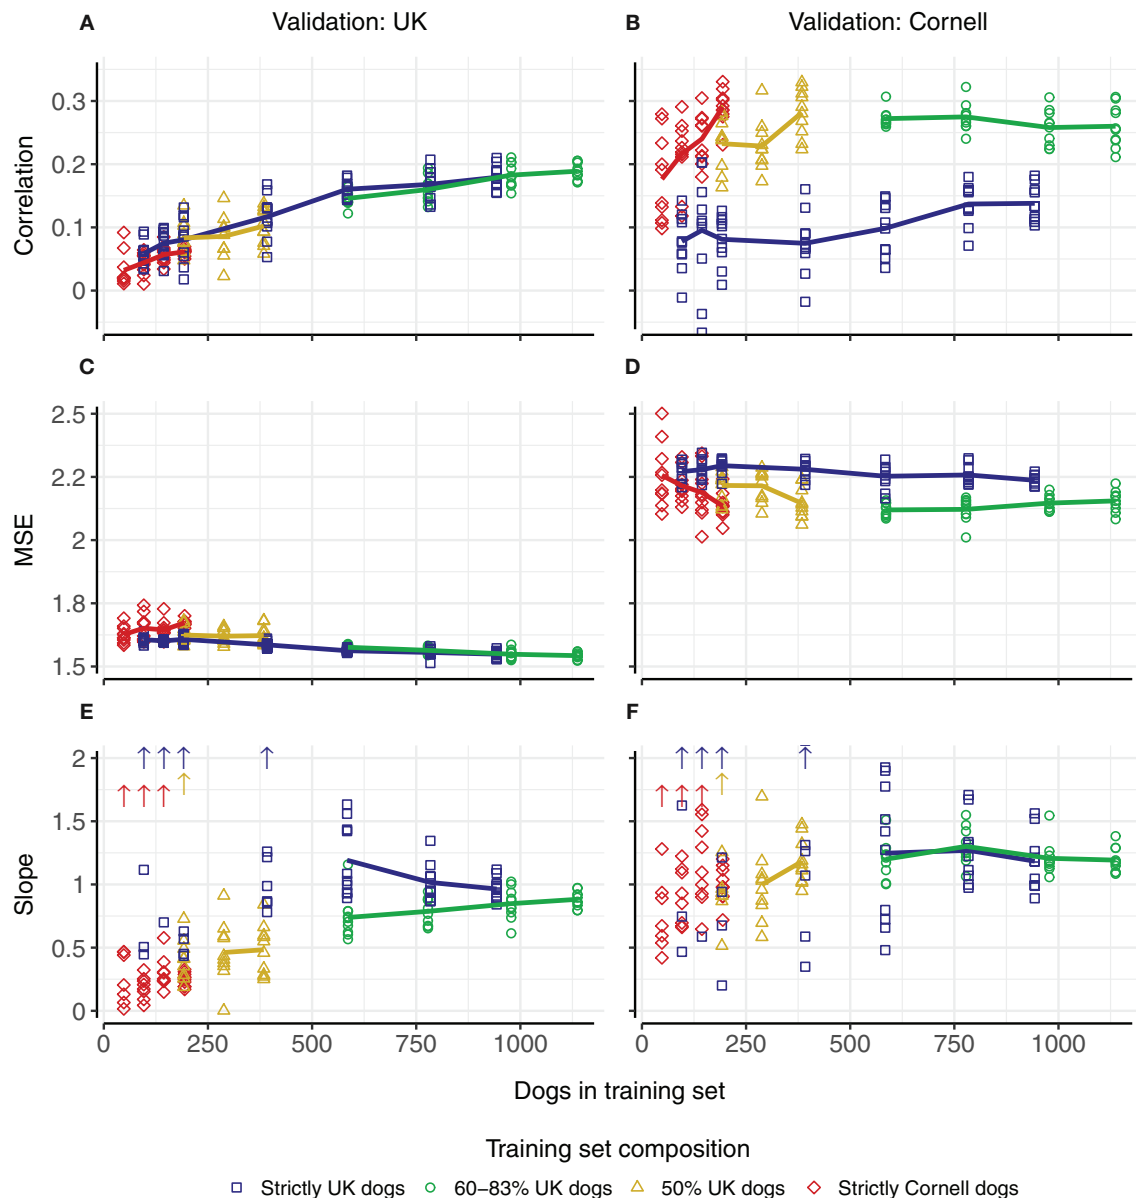 A Validation: UK
B Validation: Cornell
Correlation
0.3
0.2
0.1
0
C
D
MSE
2.5
2.2
2
1.8
1.5
E
F
Slope
2
1.5
1
0.5
0
0 250 500 750 1000
0 250 500 750 1000
Dogs in training set
Training set composition
Strictly UK dogs 60–83% UK dogs 50% UK dogs Strictly Cornell dogs